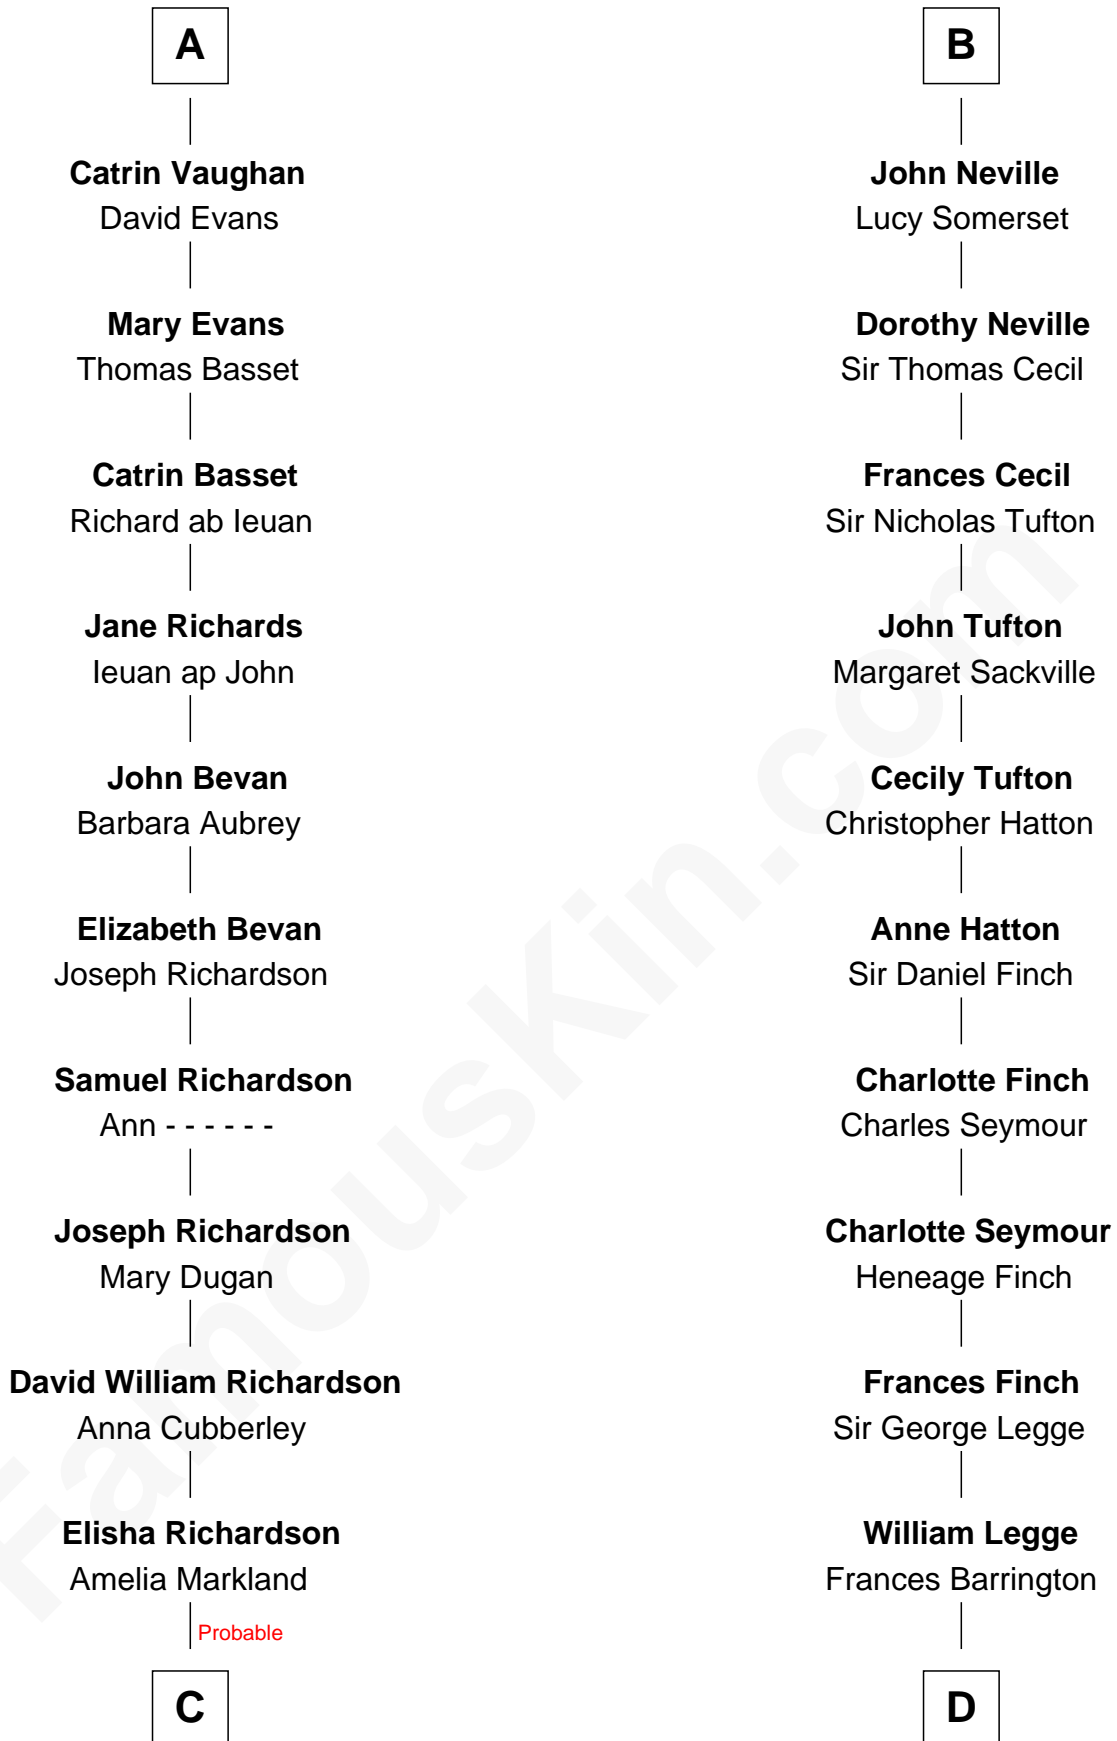 A
Catrin Vaughan
David Evans
Mary Evans
Thomas Basset
Catrin Basset
Richard ab Ieuan
Jane Richards
Ieuan ap John
John Bevan
Barbara Aubrey
Elizabeth Bevan
Joseph Richardson
Samuel Richardson
Ann - - - - - -
Joseph Richardson
Mary Dugan
David William Richardson
Anna Cubberley
Elisha Richardson
Amelia Markland
Probable
C
B
John Neville
Lucy Somerset
Dorothy Neville
Sir Thomas Cecil
Frances Cecil
Sir Nicholas Tufton
John Tufton
Margaret Sackville
Cecily Tufton
Christopher Hatton
Anne Hatton
Sir Daniel Finch
Charlotte Finch
Charles Seymour
Charlotte Seymour
Heneage Finch
Frances Finch
Sir George Legge
William Legge
Frances Barrington
D
FamousKin.com